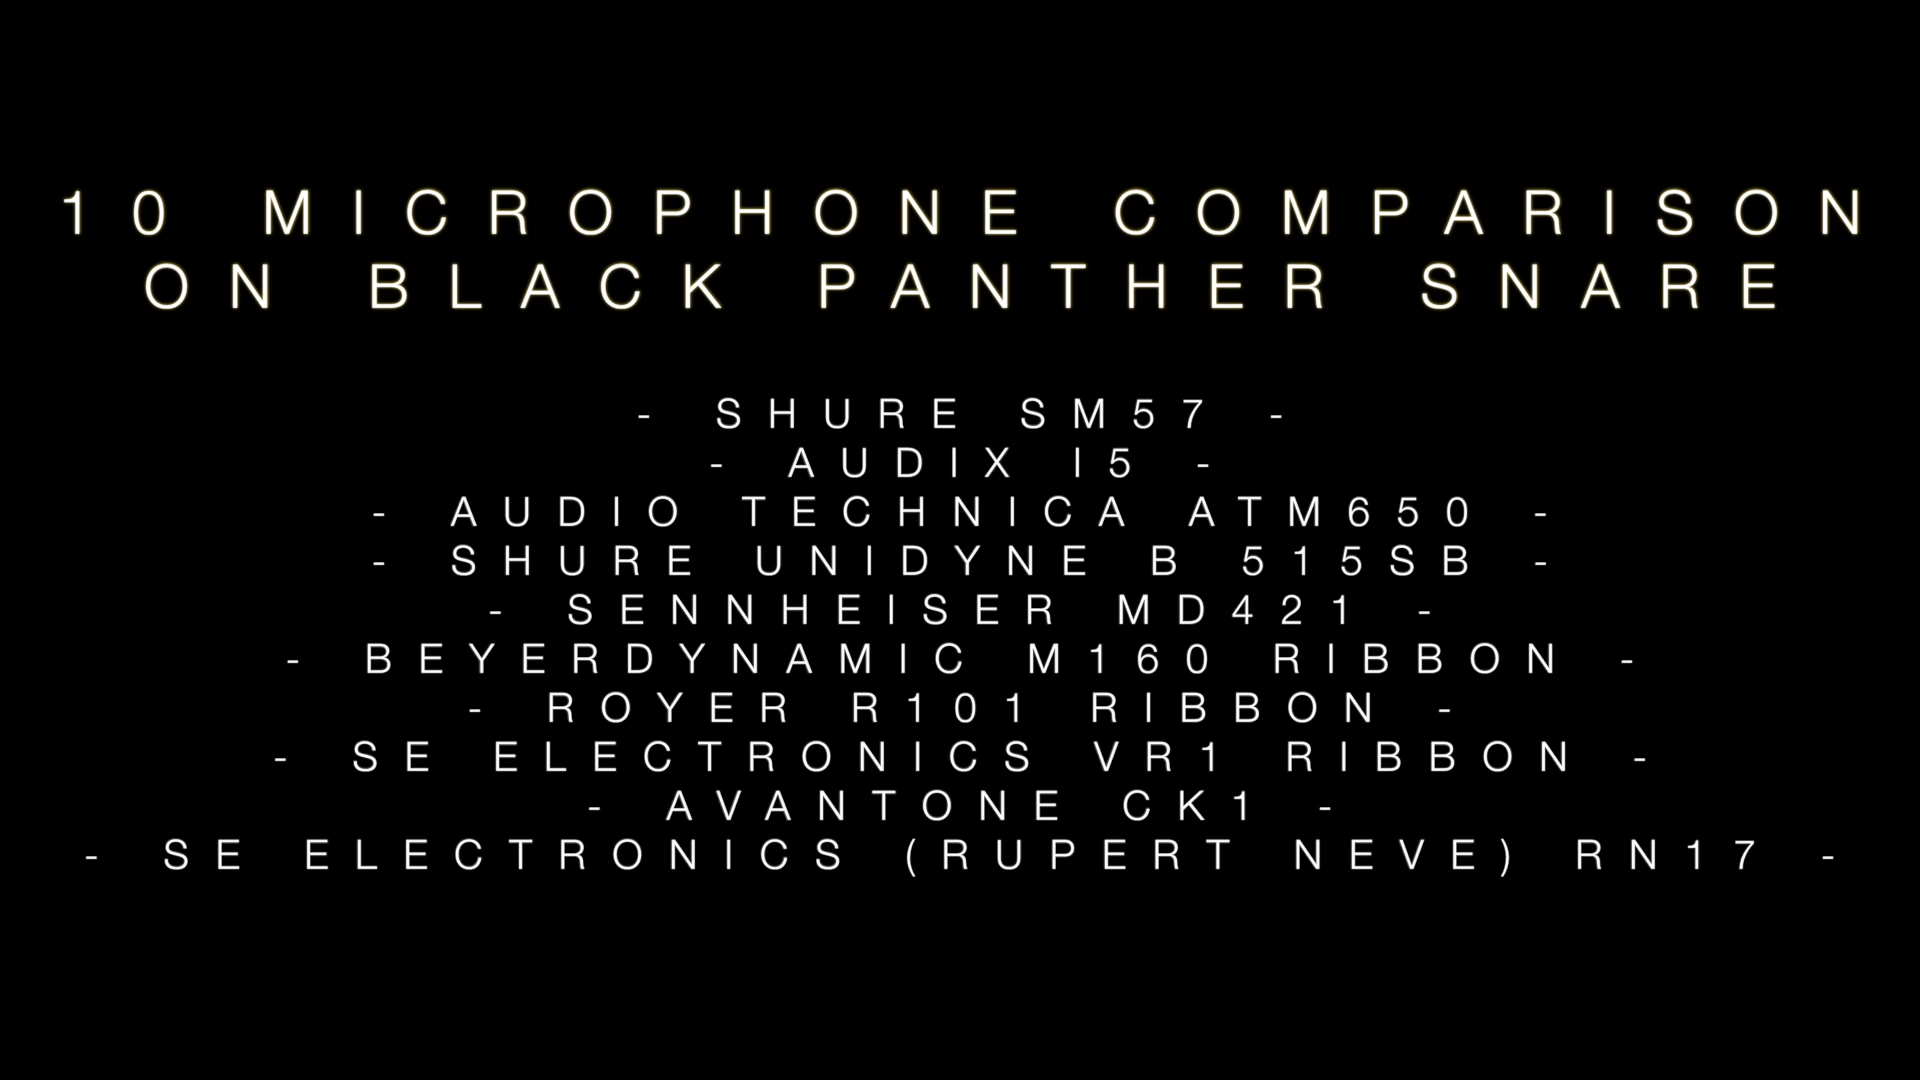 10 MICROPHONE COMPARISON
ON BLACK PANTHER SNARE
- SHURE SM57 -
- AUDIX I5 -
- AUDIO TECHNICA ATM650 -
- SHURE UNIDYNE B 515SB -
- SENNHEISER MD421 -
- BEYERDYNAMIC M160 RIBBON -
- ROYER R101 RIBBON -
- SE ELECTRONICS VR1 RIBBON -
- AVANTONE CK1 -
- SE ELECTRONICS (RUPERT NEVE) RN17 -